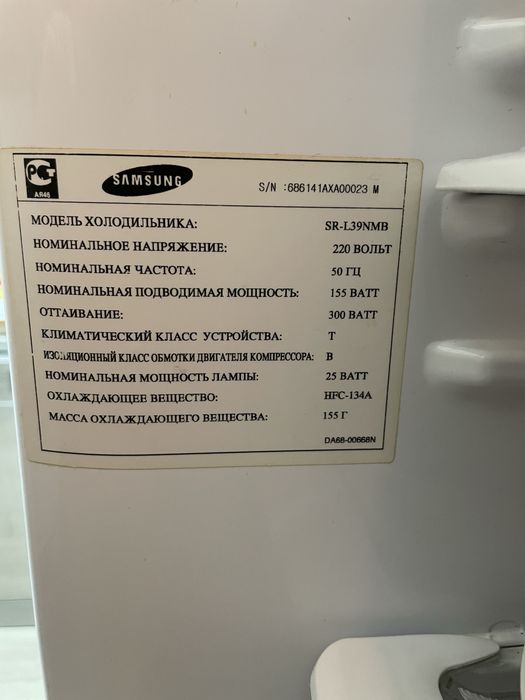 РСТ
АЯ46
SAMSUNG
S/N :686141AXA00023 M
МОДЕЛЬ ХОЛОДИЛЬНИКА: SR-L39NMB
НОМИНАЛЬНОЕ НАПРЯЖЕНИЕ: 220 ВОЛЬТ
НОМИНАЛЬНАЯ ЧАСТОТА: 50 ГЦ
НОМИНАЛЬНАЯ ПОДВОДИМАЯ МОЩНОСТЬ: 155 ВАТТ
ОТТАИВАНИЕ: 300 ВАТТ
КЛИМАТИЧЕСКИЙ КЛАСС УСТРОЙСТВА: T
ИЗОЛЯЦИОННЫЙ КЛАСС ОБМОТКИ ДВИГАТЕЛЯ КОМПРЕССОРА: B
НОМИНАЛЬНАЯ МОЩНОСТЬ ЛАМПЫ: 25 ВАТТ
ОХЛАЖДАЮЩЕЕ ВЕЩЕСТВО: HFC-134A
МАССА ОХЛАЖДАЮЩЕГО ВЕЩЕСТВА: 155 Г
DA68-00668N